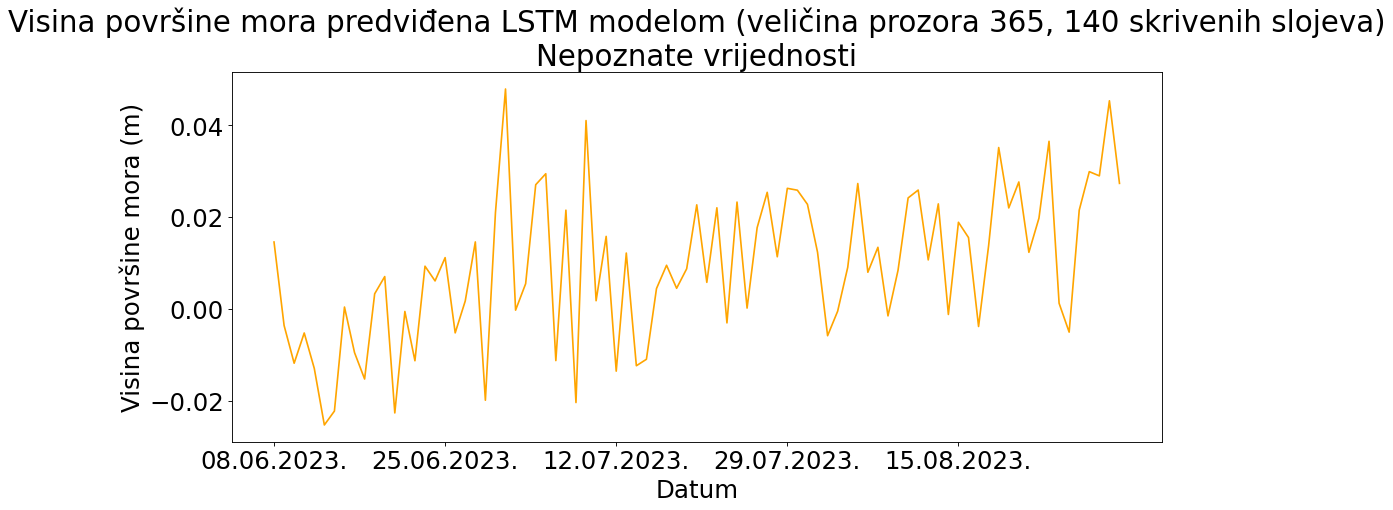 Visina površine mora predviđena LSTM modelom (veličina prozora 365, 140 skrivenih slojeva)
Nepoznate vrijednosti
Visina površine mora (m)
0.04
0.02
0.00
−0.02
08.06.2023. 25.06.2023. 12.07.2023. 29.07.2023. 15.08.2023.
Datum